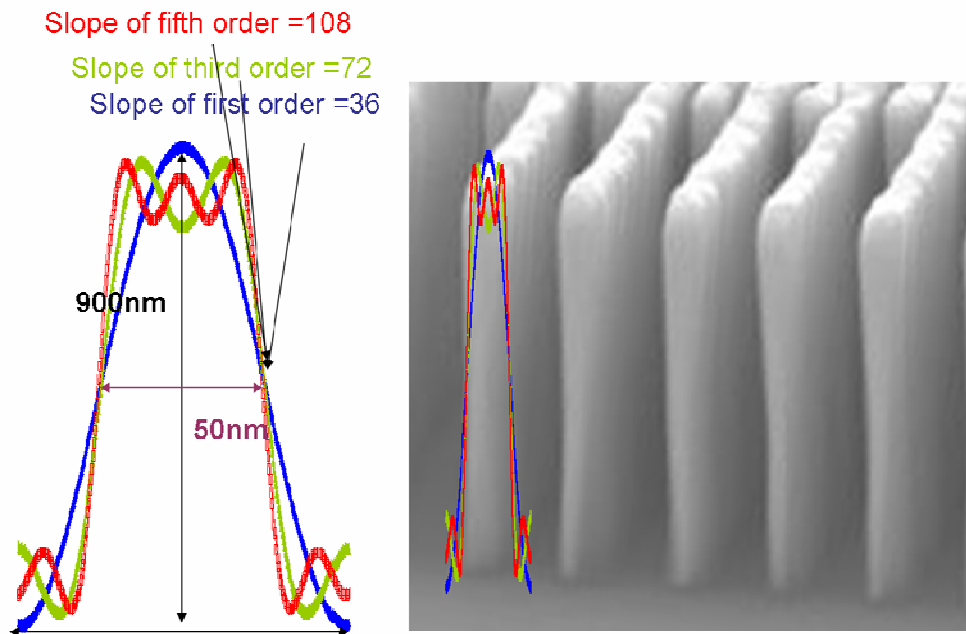 Slope of fifth order =108
Slope of third order =72
Slope of first order =36
900nm
50nm